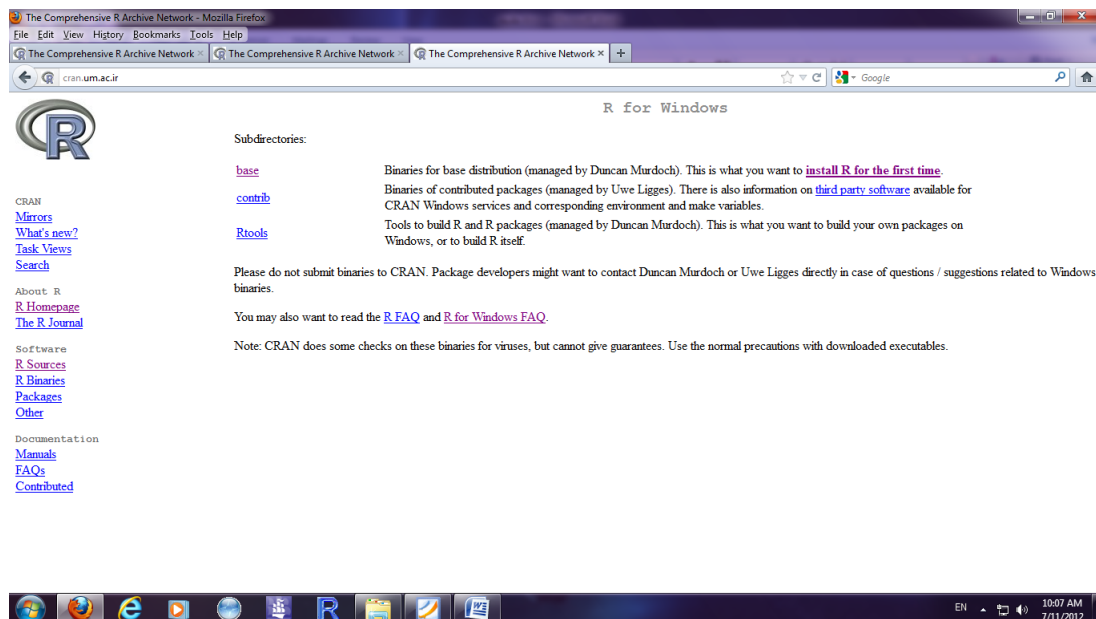 The Comprehensive R Archive Network - Mozilla Firefox
File Edit View History Bookmarks Tools Help
The Comprehensive R Archive Network × The Comprehensive R Archive Network × The Comprehensive R Archive Network × +
cran.um.ac.ir Google
R for Windows
Subdirectories:
base Binaries for base distribution (managed by Duncan Murdoch). This is what you want to install R for the first time.
contrib Binaries of contributed packages (managed by Uwe Ligges). There is also information on third party software available for
CRAN Windows services and corresponding environment and make variables.
Rtools Tools to build R and R packages (managed by Duncan Murdoch). This is what you want to build your own packages on
Windows, or to build R itself.
Please do not submit binaries to CRAN. Package developers might want to contact Duncan Murdoch or Uwe Ligges directly in case of questions / suggestions related to Windows
binaries.
You may also want to read the R FAQ and R for Windows FAQ.
Note: CRAN does some checks on these binaries for viruses, but cannot give guarantees. Use the normal precautions with downloaded executables.
R
CRAN
Mirrors
What's new?
Task Views
Search
About R
R Homepage
The R Journal
Software
R Sources
R Binaries
Packages
Other
Documentation
Manuals
FAQs
Contributed
EN 10:07 AM
7/11/2012